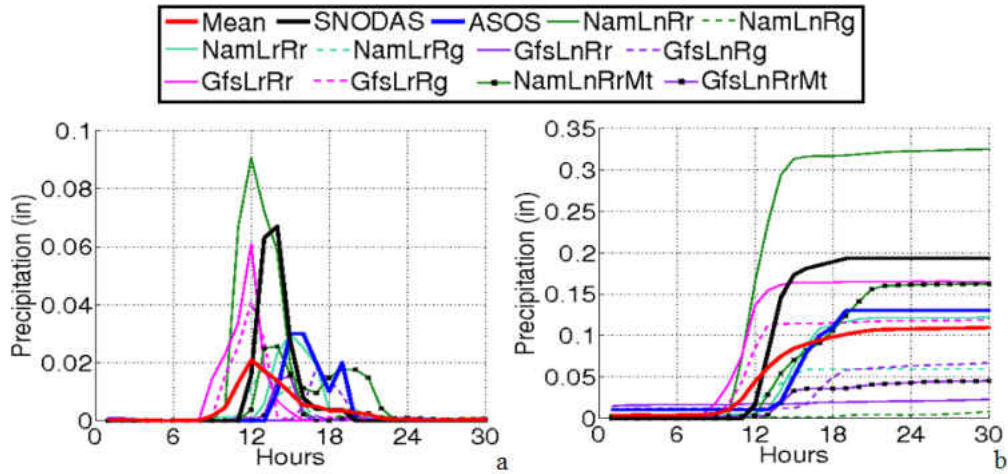 Mean SNODAS ASOS NamLnRr NamLnRg
NamLrRr NamLrRg GfsLnRr GfsLnRg
GfsLrRr GfsLrRg NamLnRrMt GfsLnRrMt
Precipitation (in)
0.1
0.08
0.06
0.04
0.02
0
0 6 12 18 24 30
Hours
a
Precipitation (in)
0.35
0.3
0.25
0.2
0.15
0.1
0.05
0
0 6 12 18 24 30
Hours
b